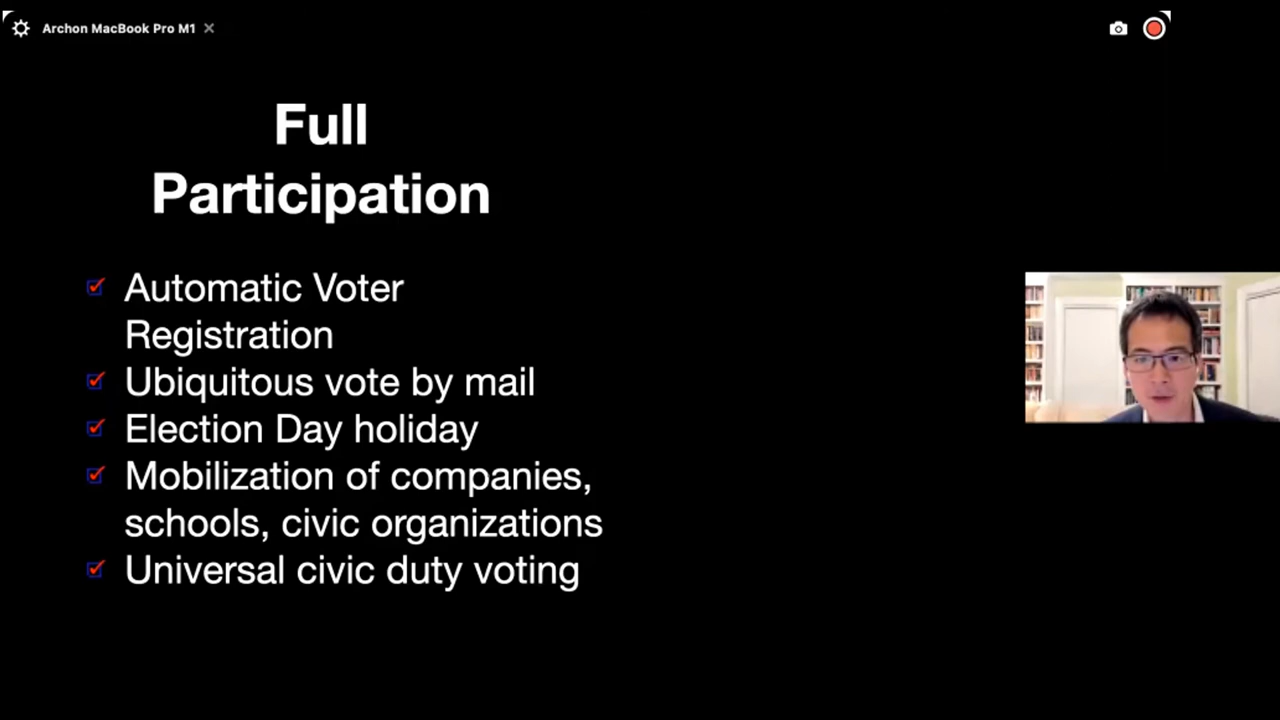 Archon MacBook Pro M1
Full
Participation
Automatic Voter
Registration
Ubiquitous vote by mail
Election Day holiday
Mobilization of companies,
schools, civic organizations
Universal civic duty voting